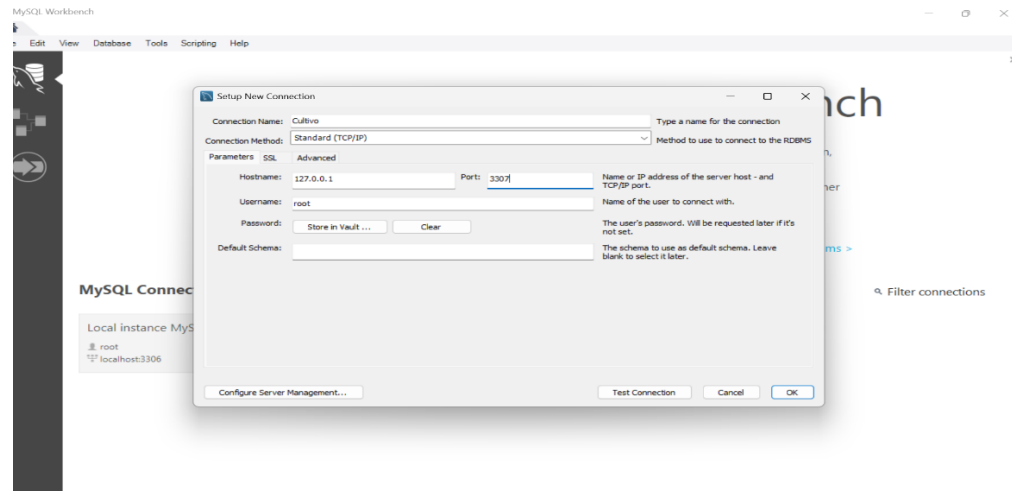 MySQL Workbench
Edit View Database Tools Scripting Help
Setup New Connection
nch
Connection Name: Cultivo Type a name for the connection
Connection Method: Standard (TCP/IP) Method to use to connect to the RDBMS
Parameters SSL Advanced
Hostname: 127.0.0.1 Port: 3307 Name or IP address of the server host - and
TCP/IP port.
Username: root Name of the user to connect with.
Password: Store in Vault ... Clear The user's password. Will be requested later if it's
not set.
Default Schema: The schema to use as default schema. Leave
blank to select it later.
ms >
MySQL Connec
Filter connections
Local instance MyS
root
localhost:3306
Configure Server Management... Test Connection Cancel OK